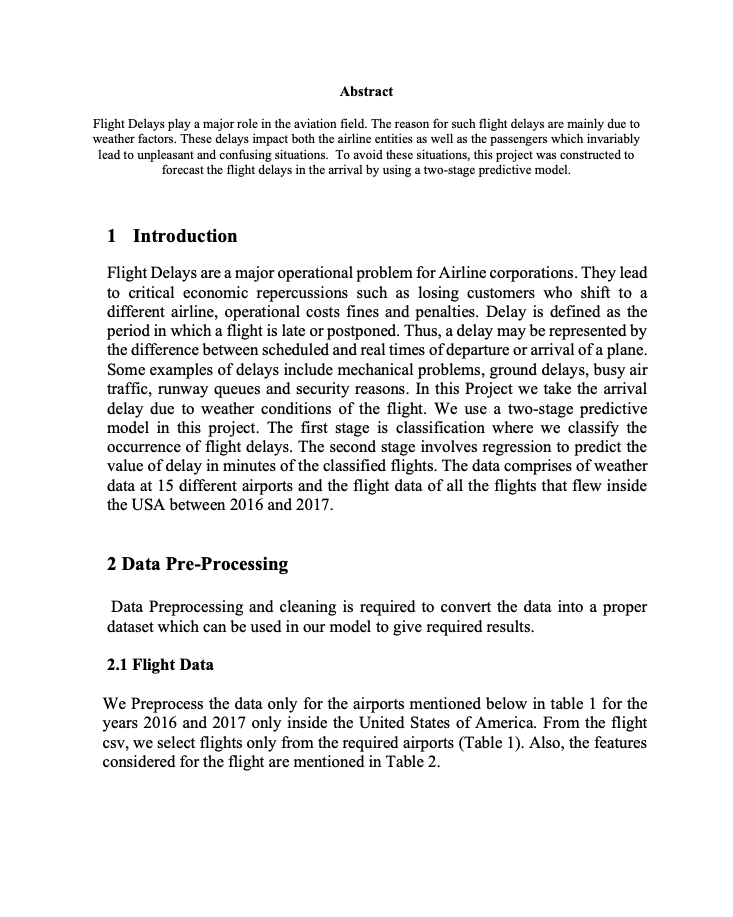 Abstract
Flight Delays play a major role in the aviation field. The reason for such flight delays are mainly due to
weather factors. These delays impact both the airline entities as well as the passengers which invariably
lead to unpleasant and confusing situations.  To avoid these situations, this project was constructed to
forecast the flight delays in the arrival by using a two-stage predictive model.
1 Introduction
Flight Delays are a major operational problem for Airline corporations. They lead
to critical economic repercussions such as losing customers who shift to a
different airline, operational costs fines and penalties. Delay is defined as the
period in which a flight is late or postponed. Thus, a delay may be represented by
the difference between scheduled and real times of departure or arrival of a plane.
Some examples of delays include mechanical problems, ground delays, busy air
traffic, runway queues and security reasons. In this Project we take the arrival
delay due to weather conditions of the flight. We use a two-stage predictive
model in this project. The first stage is classification where we classify the
occurrence of flight delays. The second stage involves regression to predict the
value of delay in minutes of the classified flights. The data comprises of weather
data at 15 different airports and the flight data of all the flights that flew inside
the USA between 2016 and 2017.
2 Data Pre-Processing
Data Preprocessing and cleaning is required to convert the data into a proper
dataset which can be used in our model to give required results.
2.1 Flight Data
We Preprocess the data only for the airports mentioned below in table 1 for the
years 2016 and 2017 only inside the United States of America. From the flight
csv, we select flights only from the required airports (Table 1). Also, the features
considered for the flight are mentioned in Table 2.